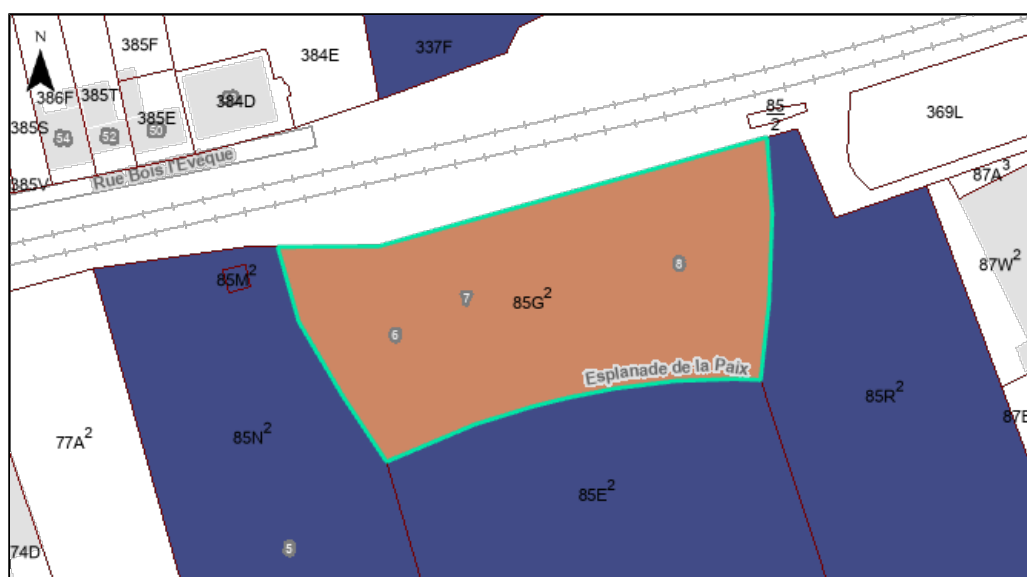 385F
384E
337F
N
386F
385T
384D
385S
385E
54
52
50
85
2
369L
Rue Bois l'Evêque
385V
87A³
85M²
8
87W²
7
85G²
6
Esplanade de la Paix
85R²
87E
77A²
85N²
85E²
74D
5